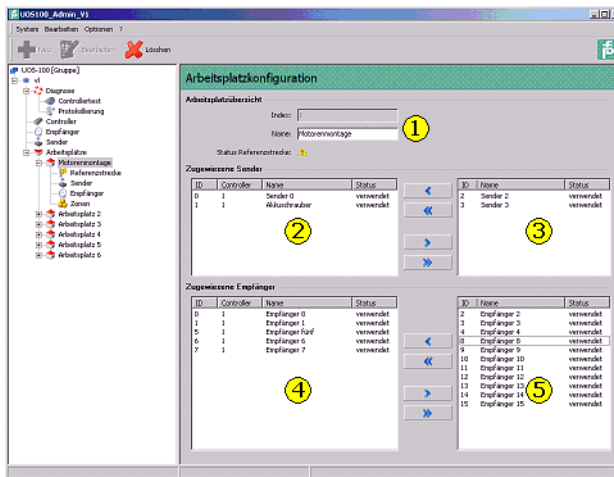 UOS100_Admin_V1
System Bearbeiten Optionen ?
Neu Bearbeiten Löschen
UOS-100 [Gruppe]
vl
Diagnose
Controllertest
Protokollierung
Controller
Empfänger
Sender
Arbeitsplätze
Motorenmontage
Referenzstrecke
Sender
Empfänger
Zonen
Arbeitsplatz 2
Arbeitsplatz 3
Arbeitsplatz 4
Arbeitsplatz 5
Arbeitsplatz 6
Arbeitsplatzkonfiguration
Arbeitsplatzübersicht
Index: 1
Name: Motorenmontage
1
Status Referenzstrecke:
Zugewiesene Sender
ID Controller Name Status
0 1 Sender 0 verwendet
1 1 Akkuschrauber verwendet
2
ID Name Status
2 Sender 2 verwendet
3 Sender 3 verwendet
3
Zugewiesene Empfänger
ID Controller Name Status
0 1 Empfänger 0 verwendet
1 1 Empfänger 1 verwendet
5 1 Empfänger fünf verwendet
6 1 Empfänger 6 verwendet
7 1 Empfänger 7 verwendet
4
ID Name Status
2 Empfänger 2 verwendet
3 Empfänger 3 verwendet
4 Empfänger 4 verwendet
8 Empfänger 8 verwendet
9 Empfänger 9 verwendet
10 Empfänger 10 verwendet
11 Empfänger 11 verwendet
12 Empfänger 12 verwendet
13 Empfänger 13 verwendet
14 Empfänger 14 verwendet
15 Empfänger 15 verwendet
5